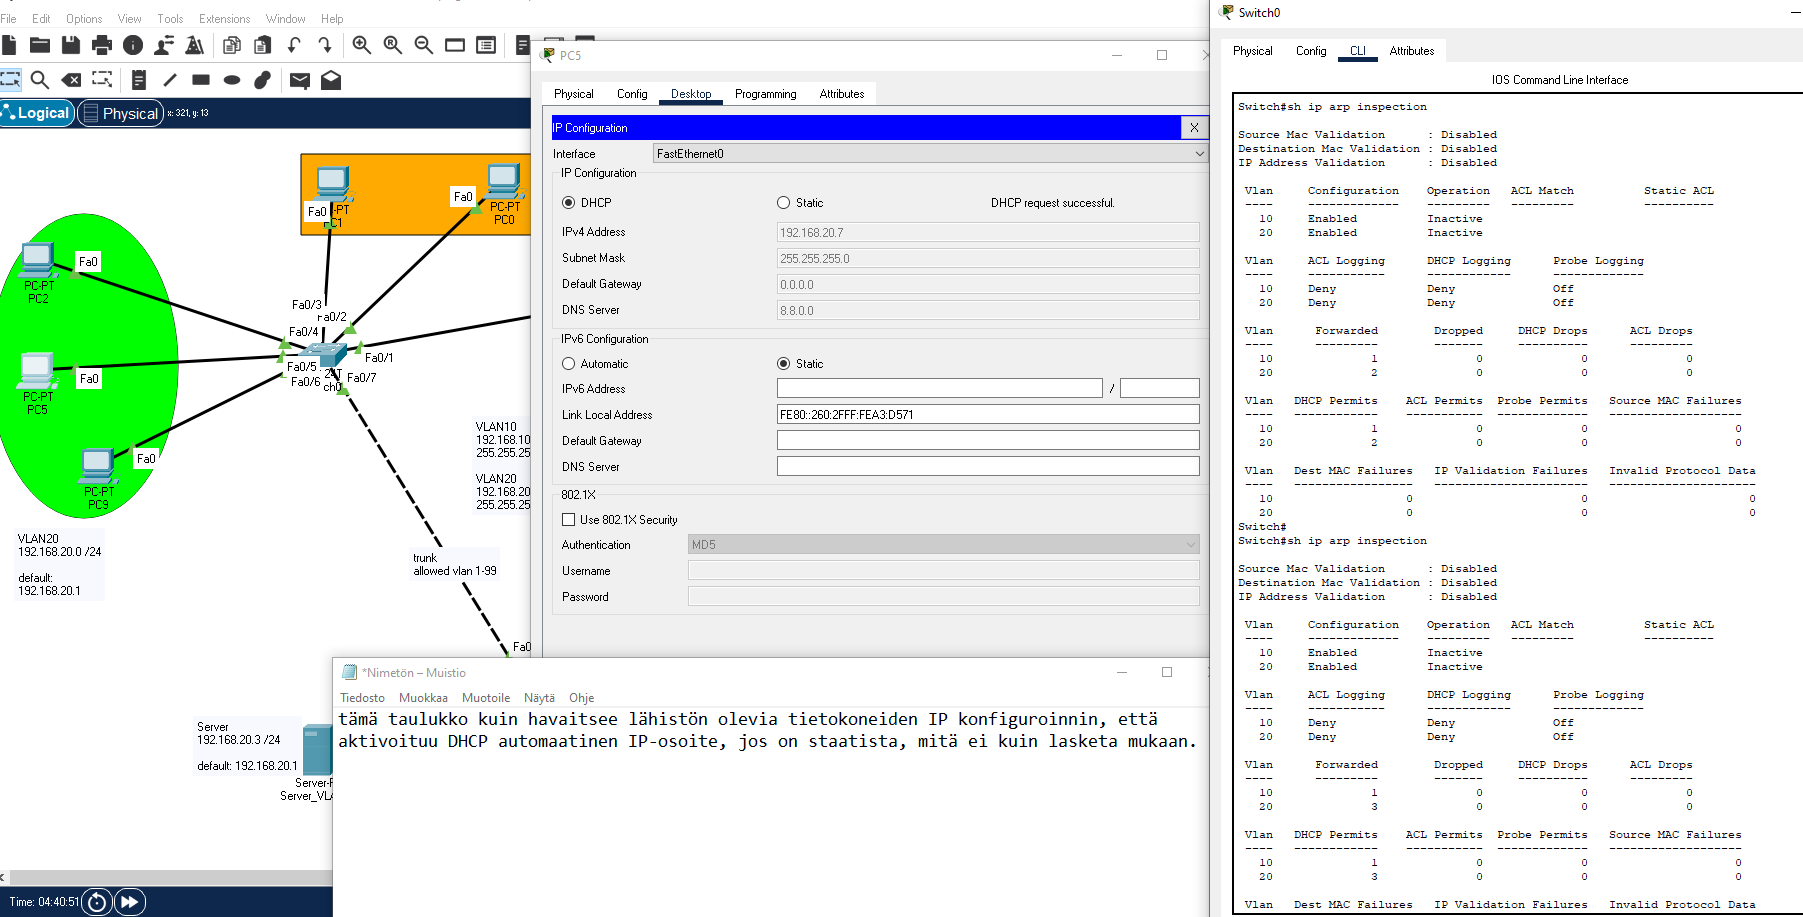 File Edit Options View Tools Extensions Window Help
Logical Physical x: 321, y: 13
Fa0
PC-PT
PC1
Fa0
PC-PT
PC0
Fa0
PC-PT
PC2
Fa0
PC-PT
PC5
Fa0
PC-PT
PC9
Fa0/3
Fa0/2
Fa0/4
Fa0/1
Fa0/5
Fa0/6
Fa0/7
VLAN10
192.168.10
255.255.25
VLAN20
192.168.20
255.255.25
VLAN20
192.168.20.0 /24
default:
192.168.20.1
trunk
allowed vlan 1-99
Fa0
Server
192.168.20.3 /24
default: 192.168.20.1
Server-P
Server_VLA
Time: 04:40:51
PC5
Physical Config Desktop Programming Attributes
IP Configuration X
Interface FastEthernet0
IP Configuration
DHCP Static DHCP request successful.
IPv4 Address 192.168.20.7
Subnet Mask 255.255.255.0
Default Gateway 0.0.0.0
DNS Server 8.8.0.0
IPv6 Configuration
Automatic Static
IPv6 Address /
Link Local Address FE80::260:2FFF:FEA3:D571
Default Gateway
DNS Server
802.1X
Use 802.1X Security
Authentication MD5
Username
Password
*Nimetön – Muistio
Tiedosto Muokkaa Muotoile Näytä Ohje
tämä taulukko kuin havaitsee lähistön olevia tietokoneiden IP konfiguroinnin, että
aktivoituu DHCP automaatinen IP-osoite, jos on staatista, mitä ei kuin lasketa mukaan.
Switch0
Physical Config CLI Attributes
IOS Command Line Interface
Switch#sh ip arp inspection
Source Mac Validation : Disabled
Destination Mac Validation : Disabled
IP Address Validation : Disabled
Vlan Configuration Operation ACL Match Static ACL
---- ------------- --------- --------- ----------
10 Enabled Inactive
20 Enabled Inactive
Vlan ACL Logging DHCP Logging Probe Logging
---- ----------- ------------ -------------
10 Deny Deny Off
20 Deny Deny Off
Vlan Forwarded Dropped DHCP Drops ACL Drops
---- --------- ------- ---------- ---------
10 1 0 0 0
20 2 0 0 0
Vlan DHCP Permits ACL Permits Probe Permits Source MAC Failures
---- ------------ ----------- ------------- -------------------
10 1 0 0 0
20 2 0 0 0
Vlan Dest MAC Failures IP Validation Failures Invalid Protocol Data
---- ----------------- ---------------------- ---------------------
10 0 0 0
20 0 0 0
Switch#
Switch#sh ip arp inspection
Source Mac Validation : Disabled
Destination Mac Validation : Disabled
IP Address Validation : Disabled
Vlan Configuration Operation ACL Match Static ACL
---- ------------- --------- --------- ----------
10 Enabled Inactive
20 Enabled Inactive
Vlan ACL Logging DHCP Logging Probe Logging
---- ----------- ------------ -------------
10 Deny Deny Off
20 Deny Deny Off
Vlan Forwarded Dropped DHCP Drops ACL Drops
---- --------- ------- ---------- ---------
10 1 0 0 0
20 3 0 0 0
Vlan DHCP Permits ACL Permits Probe Permits Source MAC Failures
---- ------------ ----------- ------------- -------------------
10 1 0 0 0
20 3 0 0 0
Vlan Dest MAC Failures IP Validation Failures Invalid Protocol Data